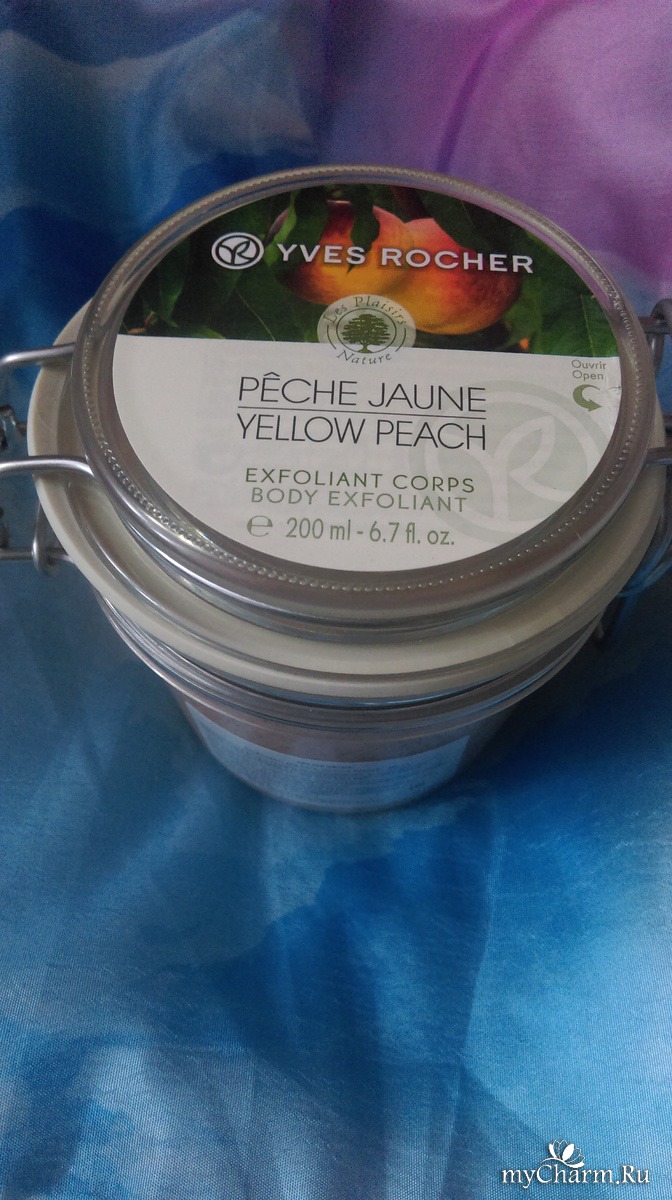 YVES ROCHER
Les Plaisirs
Nature
Ouvrir
Open
PÊCHE JAUNE
YELLOW PEACH
EXFOLIANT CORPS
BODY EXFOLIANT
℮ 200 ml - 6.7 fl. oz.
myCharm.Ru